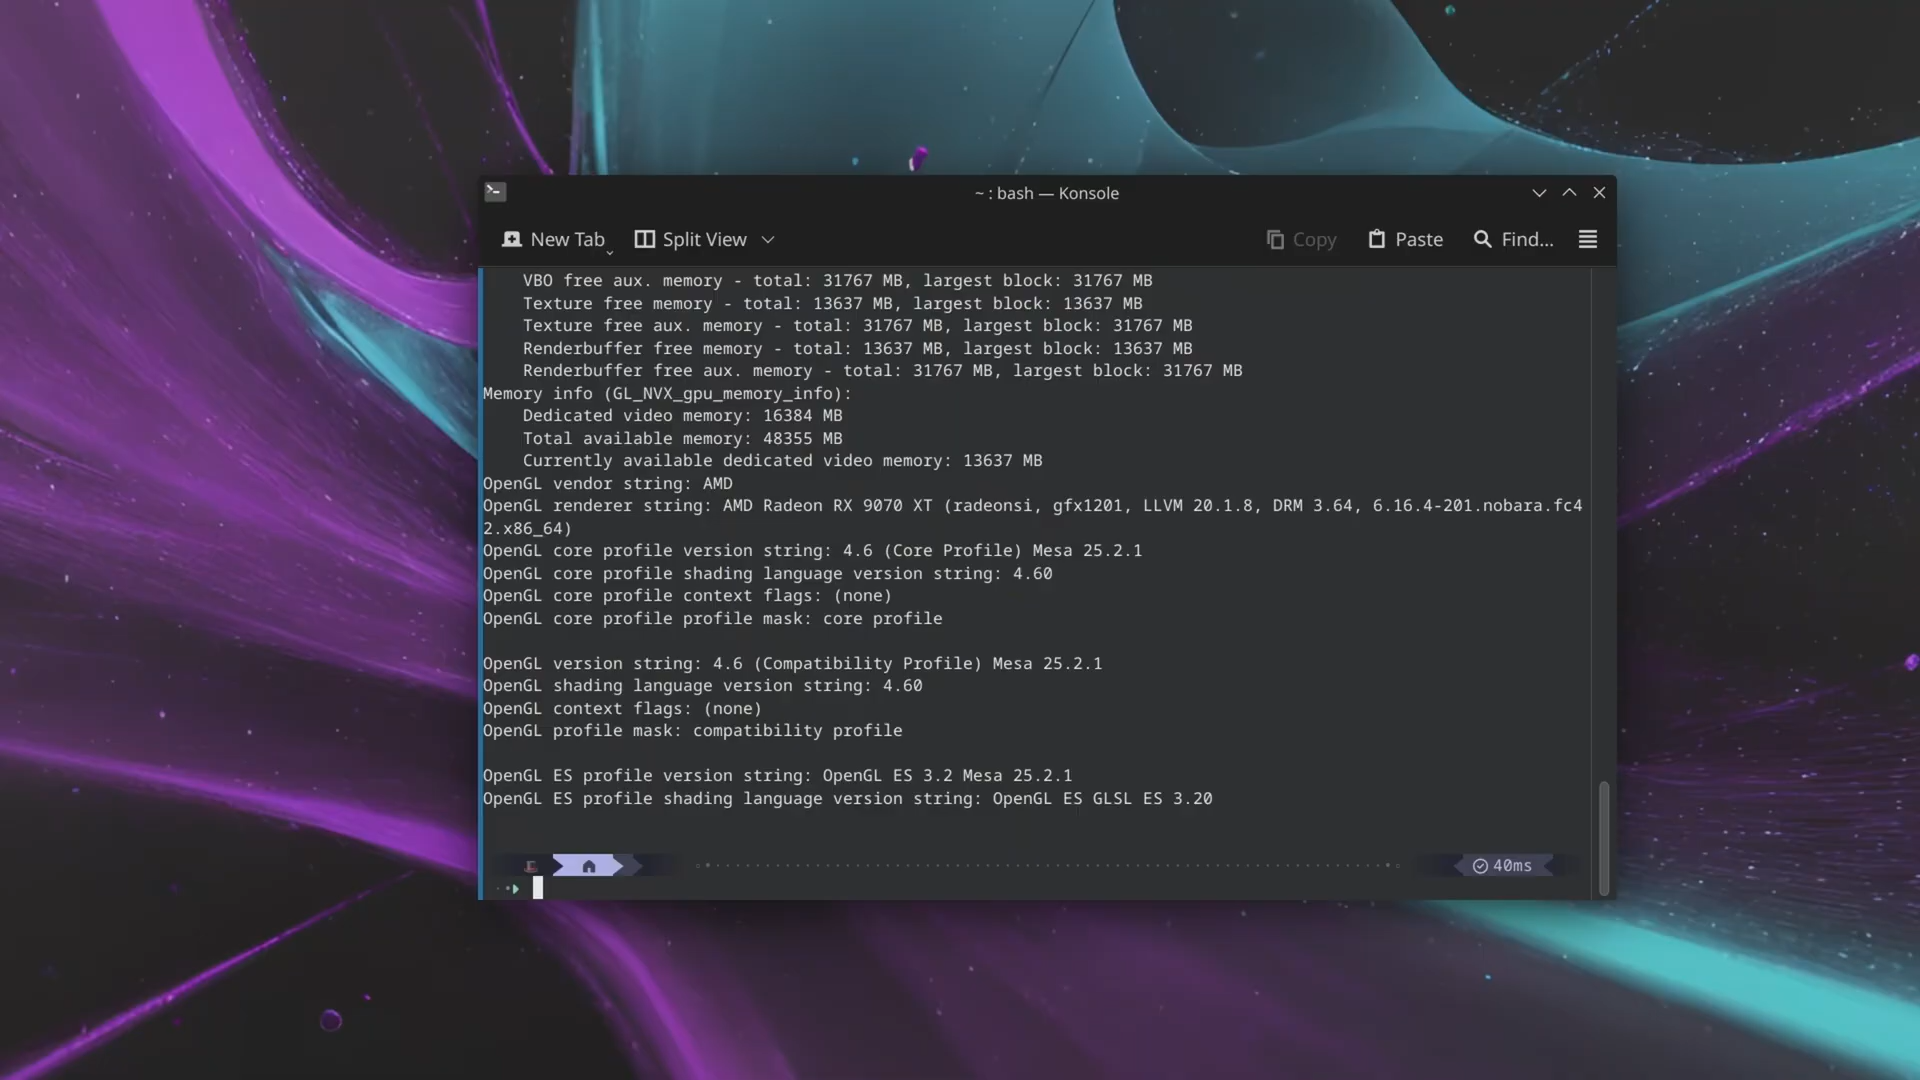 ~ : bash — Konsole
New Tab Split View Copy Paste Find...
VBO free aux. memory - total: 31767 MB, largest block: 31767 MB
Texture free memory - total: 13637 MB, largest block: 13637 MB
Texture free aux. memory - total: 31767 MB, largest block: 31767 MB
Renderbuffer free memory - total: 13637 MB, largest block: 13637 MB
Renderbuffer free aux. memory - total: 31767 MB, largest block: 31767 MB
Memory info (GL_NVX_gpu_memory_info):
Dedicated video memory: 16384 MB
Total available memory: 48355 MB
Currently available dedicated video memory: 13637 MB
OpenGL vendor string: AMD
OpenGL renderer string: AMD Radeon RX 9070 XT (radeonsi, gfx1201, LLVM 20.1.8, DRM 3.64, 6.16.4-201.nobara.fc4
2.x86_64)
OpenGL core profile version string: 4.6 (Core Profile) Mesa 25.2.1
OpenGL core profile shading language version string: 4.60
OpenGL core profile context flags: (none)
OpenGL core profile profile mask: core profile
OpenGL version string: 4.6 (Compatibility Profile) Mesa 25.2.1
OpenGL shading language version string: 4.60
OpenGL context flags: (none)
OpenGL profile mask: compatibility profile
OpenGL ES profile version string: OpenGL ES 3.2 Mesa 25.2.1
OpenGL ES profile shading language version string: OpenGL ES GLSL ES 3.20
40ms